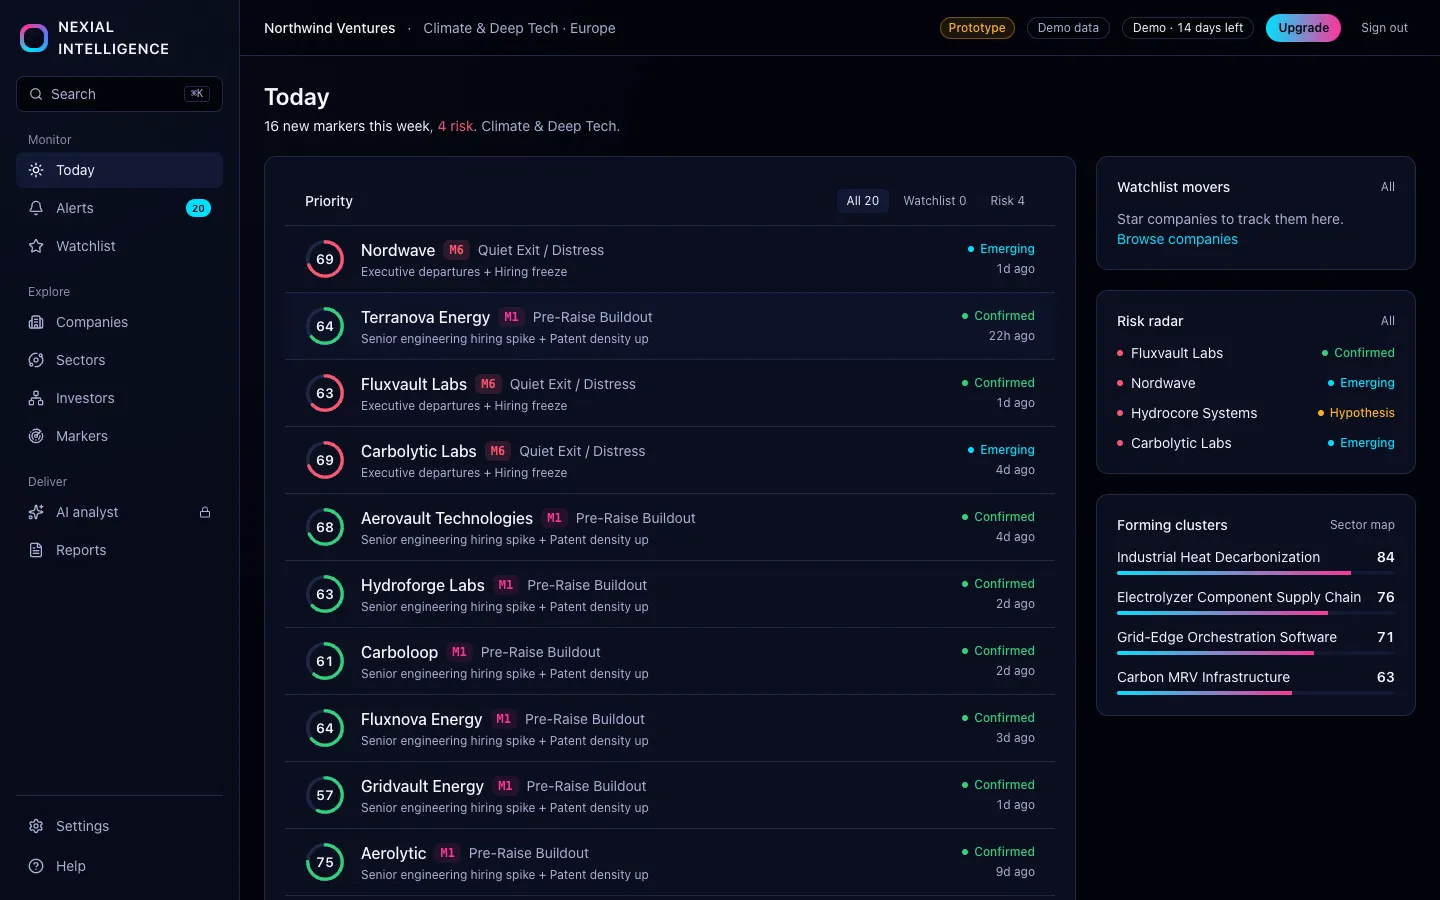 NEXIAL
INTELLIGENCE
Search ⌘K
Monitor
Today
Alerts 20
Watchlist
Explore
Companies
Sectors
Investors
Markers
Deliver
AI analyst
Reports
Settings
Help
Northwind Ventures · Climate & Deep Tech · Europe
Prototype Demo data Demo · 14 days left Upgrade Sign out
Today
16 new markers this week, 4 risk. Climate & Deep Tech.
Priority All 20 Watchlist 0 Risk 4
69 Nordwave M6 Quiet Exit / Distress Emerging
Executive departures + Hiring freeze 1d ago
64 Terranova Energy M1 Pre-Raise Buildout Confirmed
Senior engineering hiring spike + Patent density up 22h ago
63 Fluxvault Labs M6 Quiet Exit / Distress Confirmed
Executive departures + Hiring freeze 1d ago
69 Carbolytic Labs M6 Quiet Exit / Distress Emerging
Executive departures + Hiring freeze 4d ago
68 Aerovault Technologies M1 Pre-Raise Buildout Confirmed
Senior engineering hiring spike + Patent density up 4d ago
63 Hydroforge Labs M1 Pre-Raise Buildout Confirmed
Senior engineering hiring spike + Patent density up 2d ago
61 Carboloop M1 Pre-Raise Buildout Confirmed
Senior engineering hiring spike + Patent density up 2d ago
64 Fluxnova Energy M1 Pre-Raise Buildout Confirmed
Senior engineering hiring spike + Patent density up 3d ago
57 Gridvault Energy M1 Pre-Raise Buildout Confirmed
Senior engineering hiring spike + Patent density up 1d ago
75 Aerolytic M1 Pre-Raise Buildout Confirmed
Senior engineering hiring spike + Patent density up 9d ago
Watchlist movers All
Star companies to track them here.
Browse companies
Risk radar All
Fluxvault Labs Confirmed
Nordwave Emerging
Hydrocore Systems Hypothesis
Carbolytic Labs Emerging
Forming clusters Sector map
Industrial Heat Decarbonization 84
Electrolyzer Component Supply Chain 76
Grid-Edge Orchestration Software 71
Carbon MRV Infrastructure 63